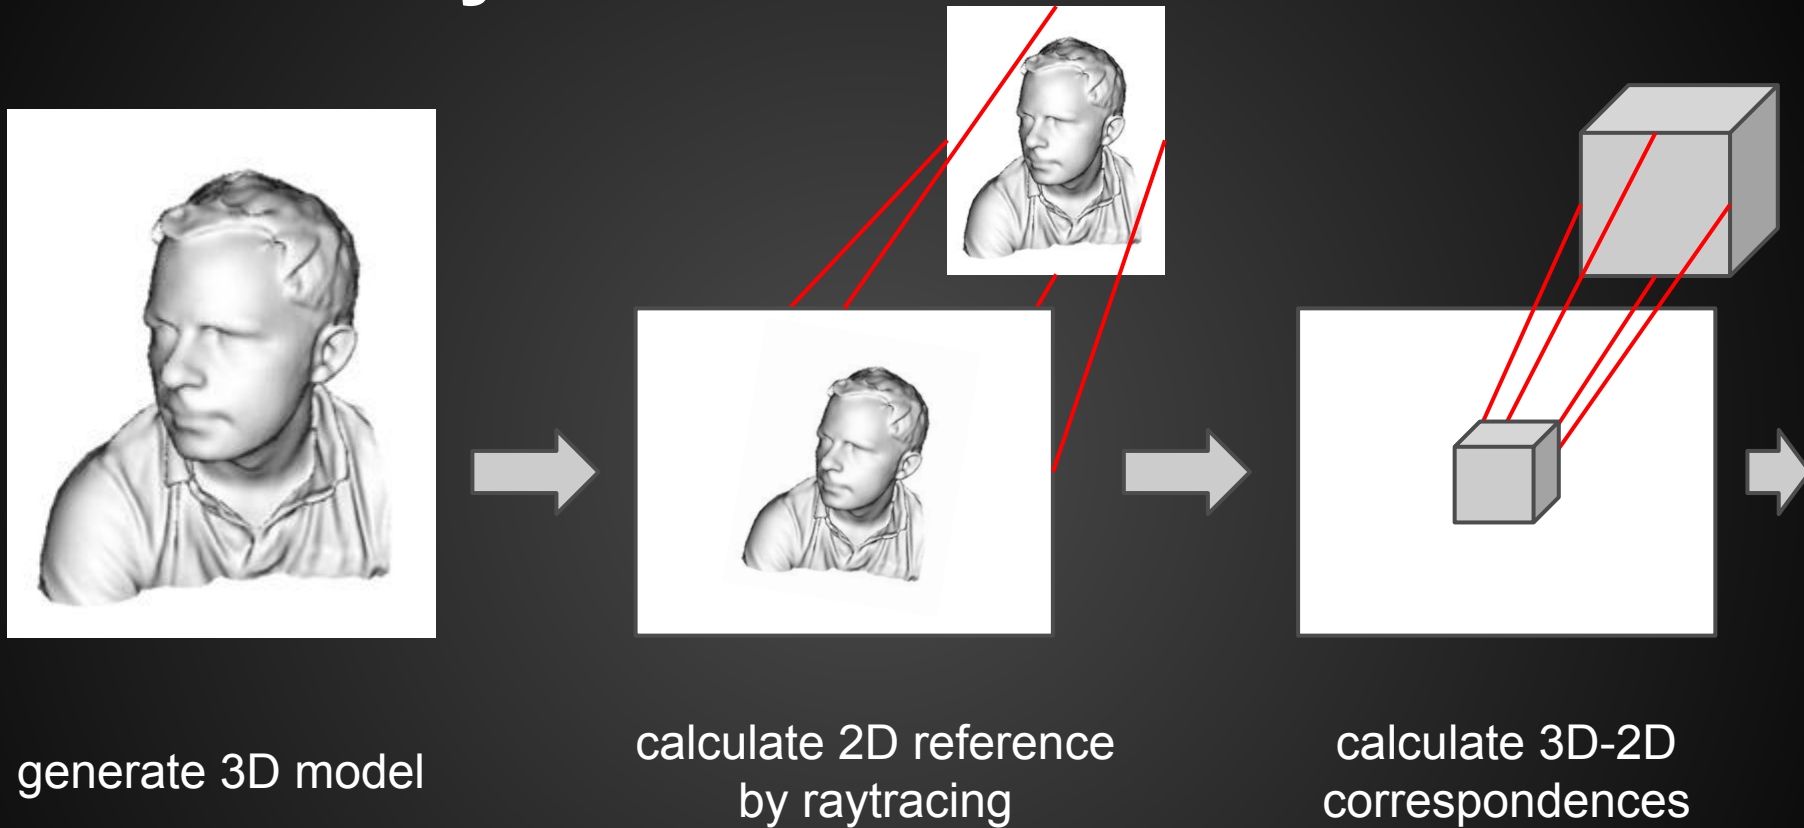 generate 3D model
calculate 2D reference
by raytracing
calculate 3D-2D
correspondences